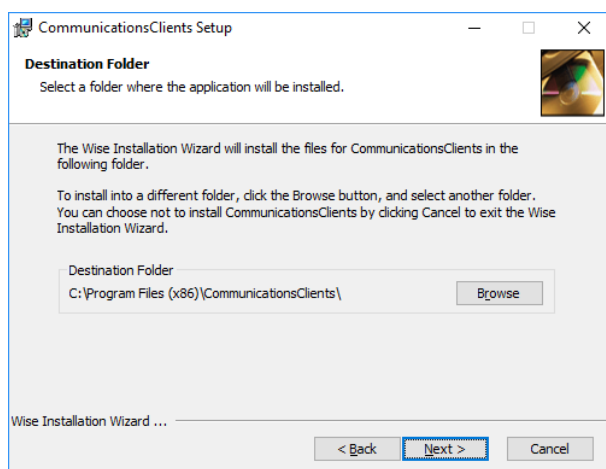 CommunicationsClients Setup
Destination Folder
Select a folder where the application will be installed.
The Wise Installation Wizard will install the files for CommunicationsClients in the
following folder.
To install into a different folder, click the Browse button, and select another folder.
You can choose not to install CommunicationsClients by clicking Cancel to exit the Wise
Installation Wizard.
Destination Folder
C:\Program Files (x86)\CommunicationsClients\
Browse
Wise Installation Wizard ...
< Back
Next >
Cancel